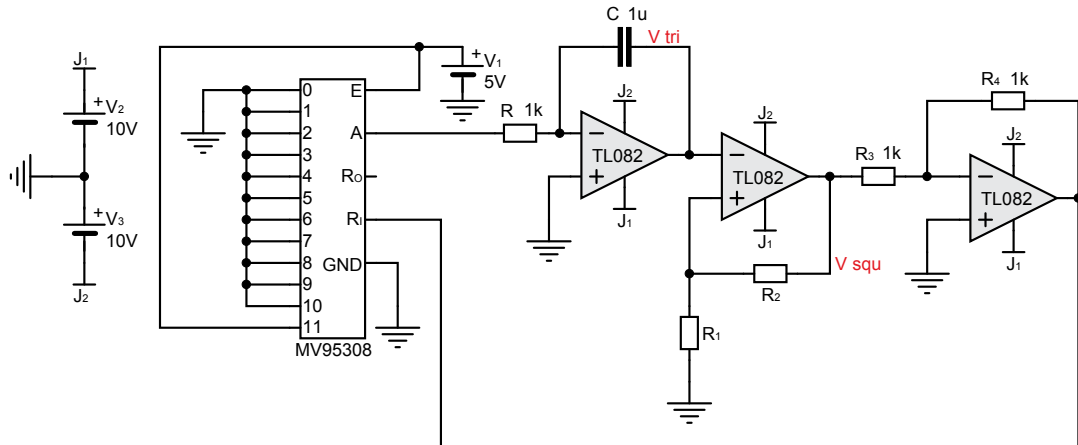 C 1u
V tri
J1
V2
10V
V3
10V
J2
V1
5V
0
1
2
3
4
5
6
7
8
9
10
11
E
A
RO
RI
GND
MV95308
R 1k
J2
TL082
J1
J2
TL082
J1
R2
R1
V squ
R3 1k
R4 1k
J2
TL082
J1